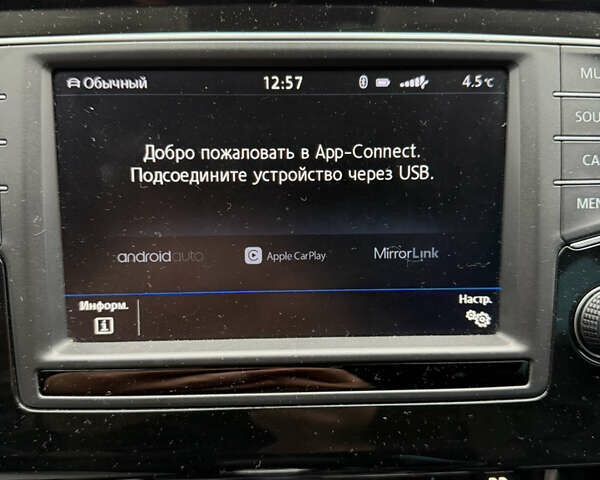 Обычный 12:57 4.5°C
Добро пожаловать в App-Connect.
Подсоедините устройство через USB.
androidauto Apple CarPlay MirrorLink
Информ. Настр.
i
MU
SOU
CA
MEN